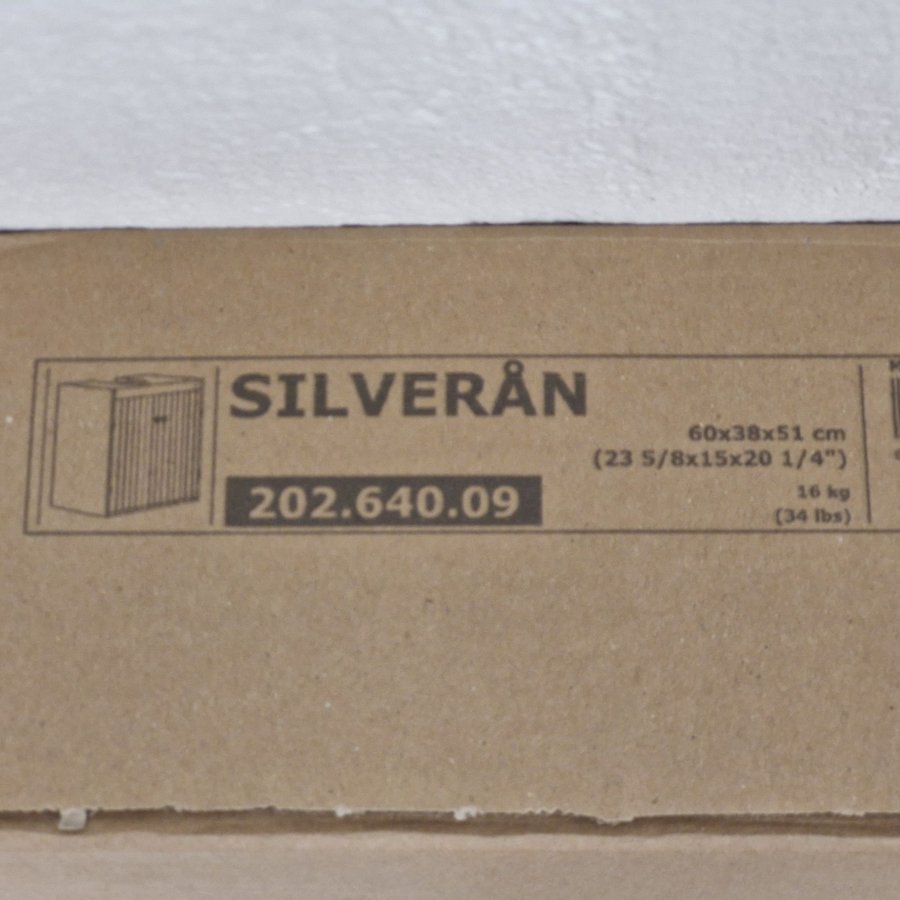 SILVERÅN
60x38x51 cm
(23 5/8x15x20 1/4")
202.640.09
16 kg
(34 lbs)